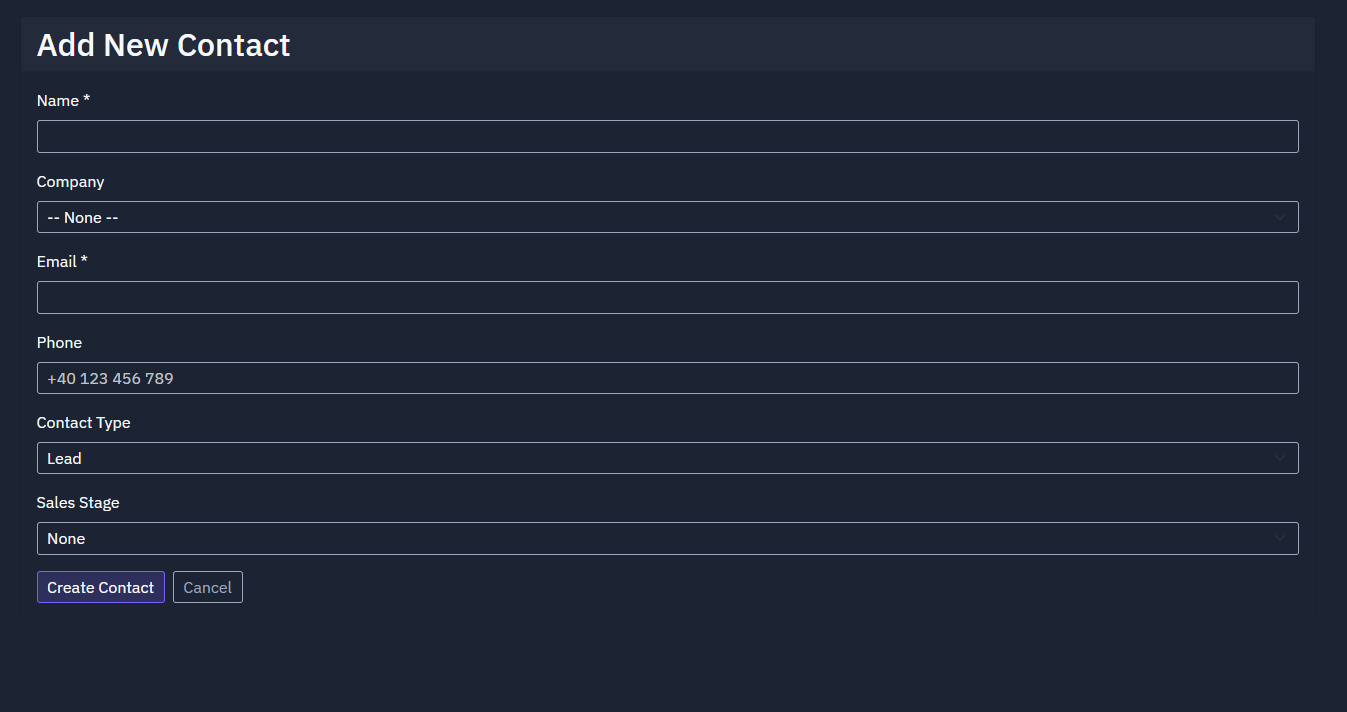 Add New Contact
Name *
Company
-- None --
Email *
Phone
+40 123 456 789
Contact Type
Lead
Sales Stage
None
Create Contact Cancel